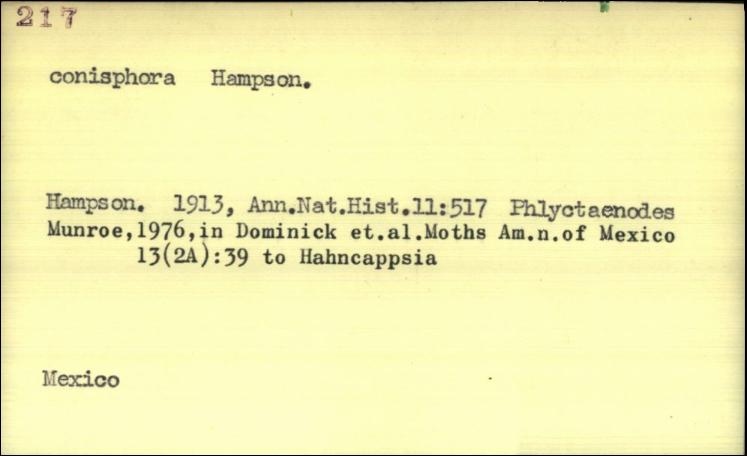 217
conisphora Hampson.
Hampson. 1913, Ann.Nat.Hist.11:517 Phlyctaenodes
Munroe,1976,in Dominick et.al.Moths Am.n.of Mexico
13(2A):39 to Hahncappsia
Mexico